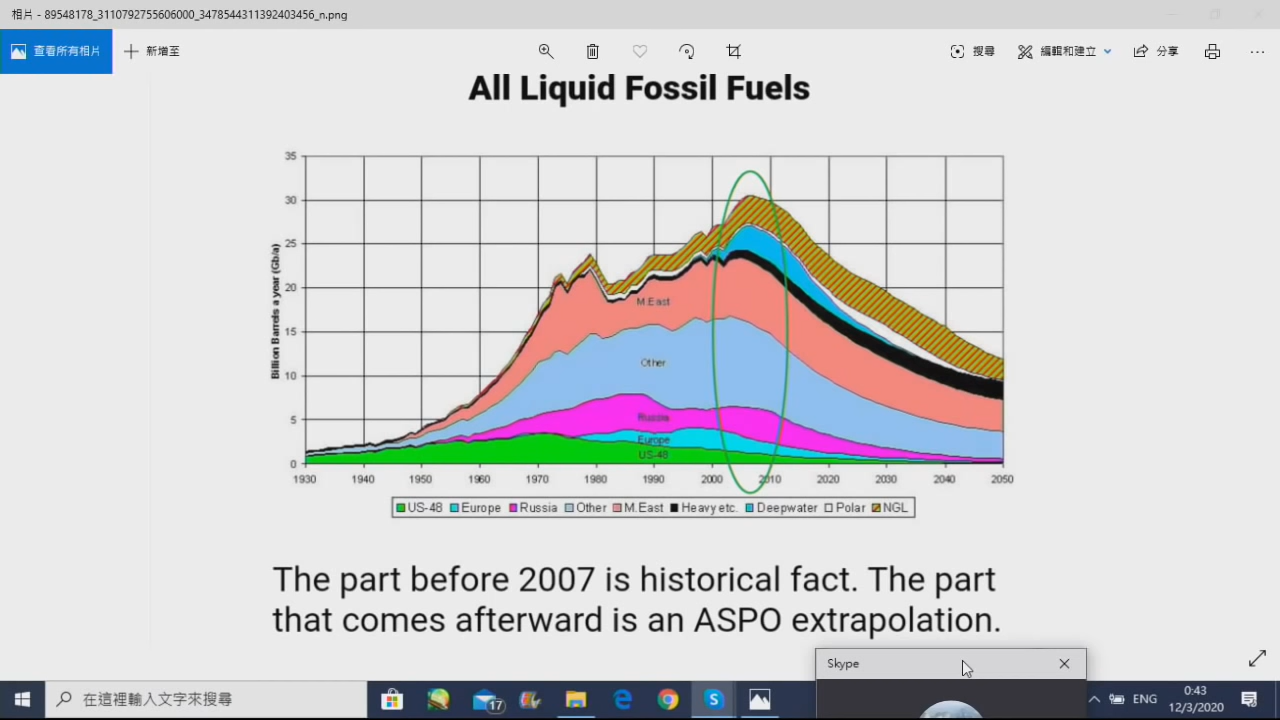 相片 - 89548178_3110792755606000_3478544311392403456_n.png
查看所有相片
新增至
搜尋
編輯和建立
分享
All Liquid Fossil Fuels
Billion Barrels a year (Gb/a)
35
30
25
20
15
10
5
0
M.East
Other
Russia
Europe
US-48
1930 1940 1950 1960 1970 1980 1990 2000 2010 2020 2030 2040 2050
US-48 Europe Russia Other M.East Heavy etc. Deepwater Polar NGL
The part before 2007 is historical fact. The part
that comes afterward is an ASPO extrapolation.
Skype
在這裡輸入文字來搜尋
17
ENG
0:43
12/3/2020